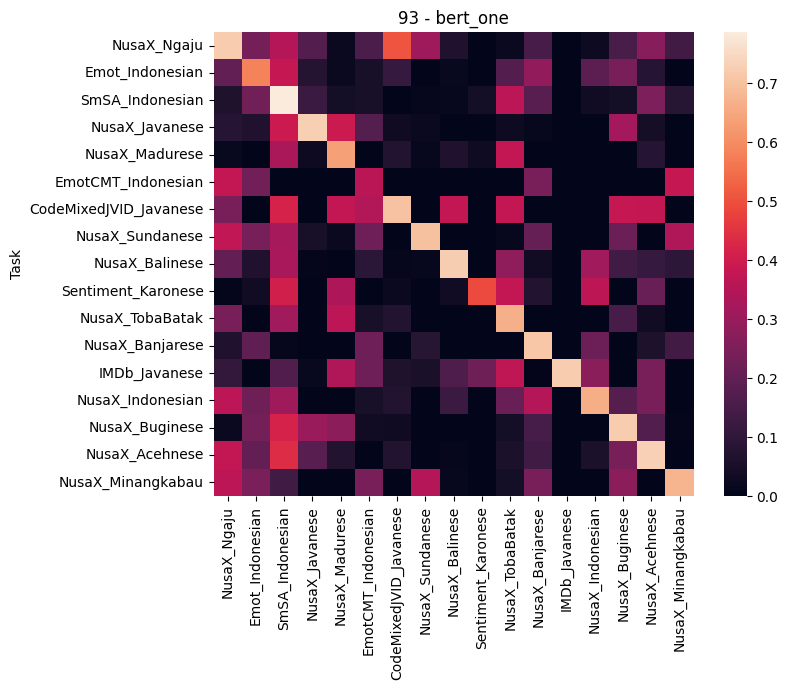 93 - bert_one
Task
NusaX_Ngaju
Emot_Indonesian
SmSA_Indonesian
NusaX_Javanese
NusaX_Madurese
EmotCMT_Indonesian
CodeMixedJVID_Javanese
NusaX_Sundanese
NusaX_Balinese
Sentiment_Karonese
NusaX_TobaBatak
NusaX_Banjarese
IMDb_Javanese
NusaX_Indonesian
NusaX_Buginese
NusaX_Acehnese
NusaX_Minangkabau
NusaX_Ngaju
Emot_Indonesian
SmSA_Indonesian
NusaX_Javanese
NusaX_Madurese
EmotCMT_Indonesian
CodeMixedJVID_Javanese
NusaX_Sundanese
NusaX_Balinese
Sentiment_Karonese
NusaX_TobaBatak
NusaX_Banjarese
IMDb_Javanese
NusaX_Indonesian
NusaX_Buginese
NusaX_Acehnese
NusaX_Minangkabau
0.7
0.6
0.5
0.4
0.3
0.2
0.1
0.0